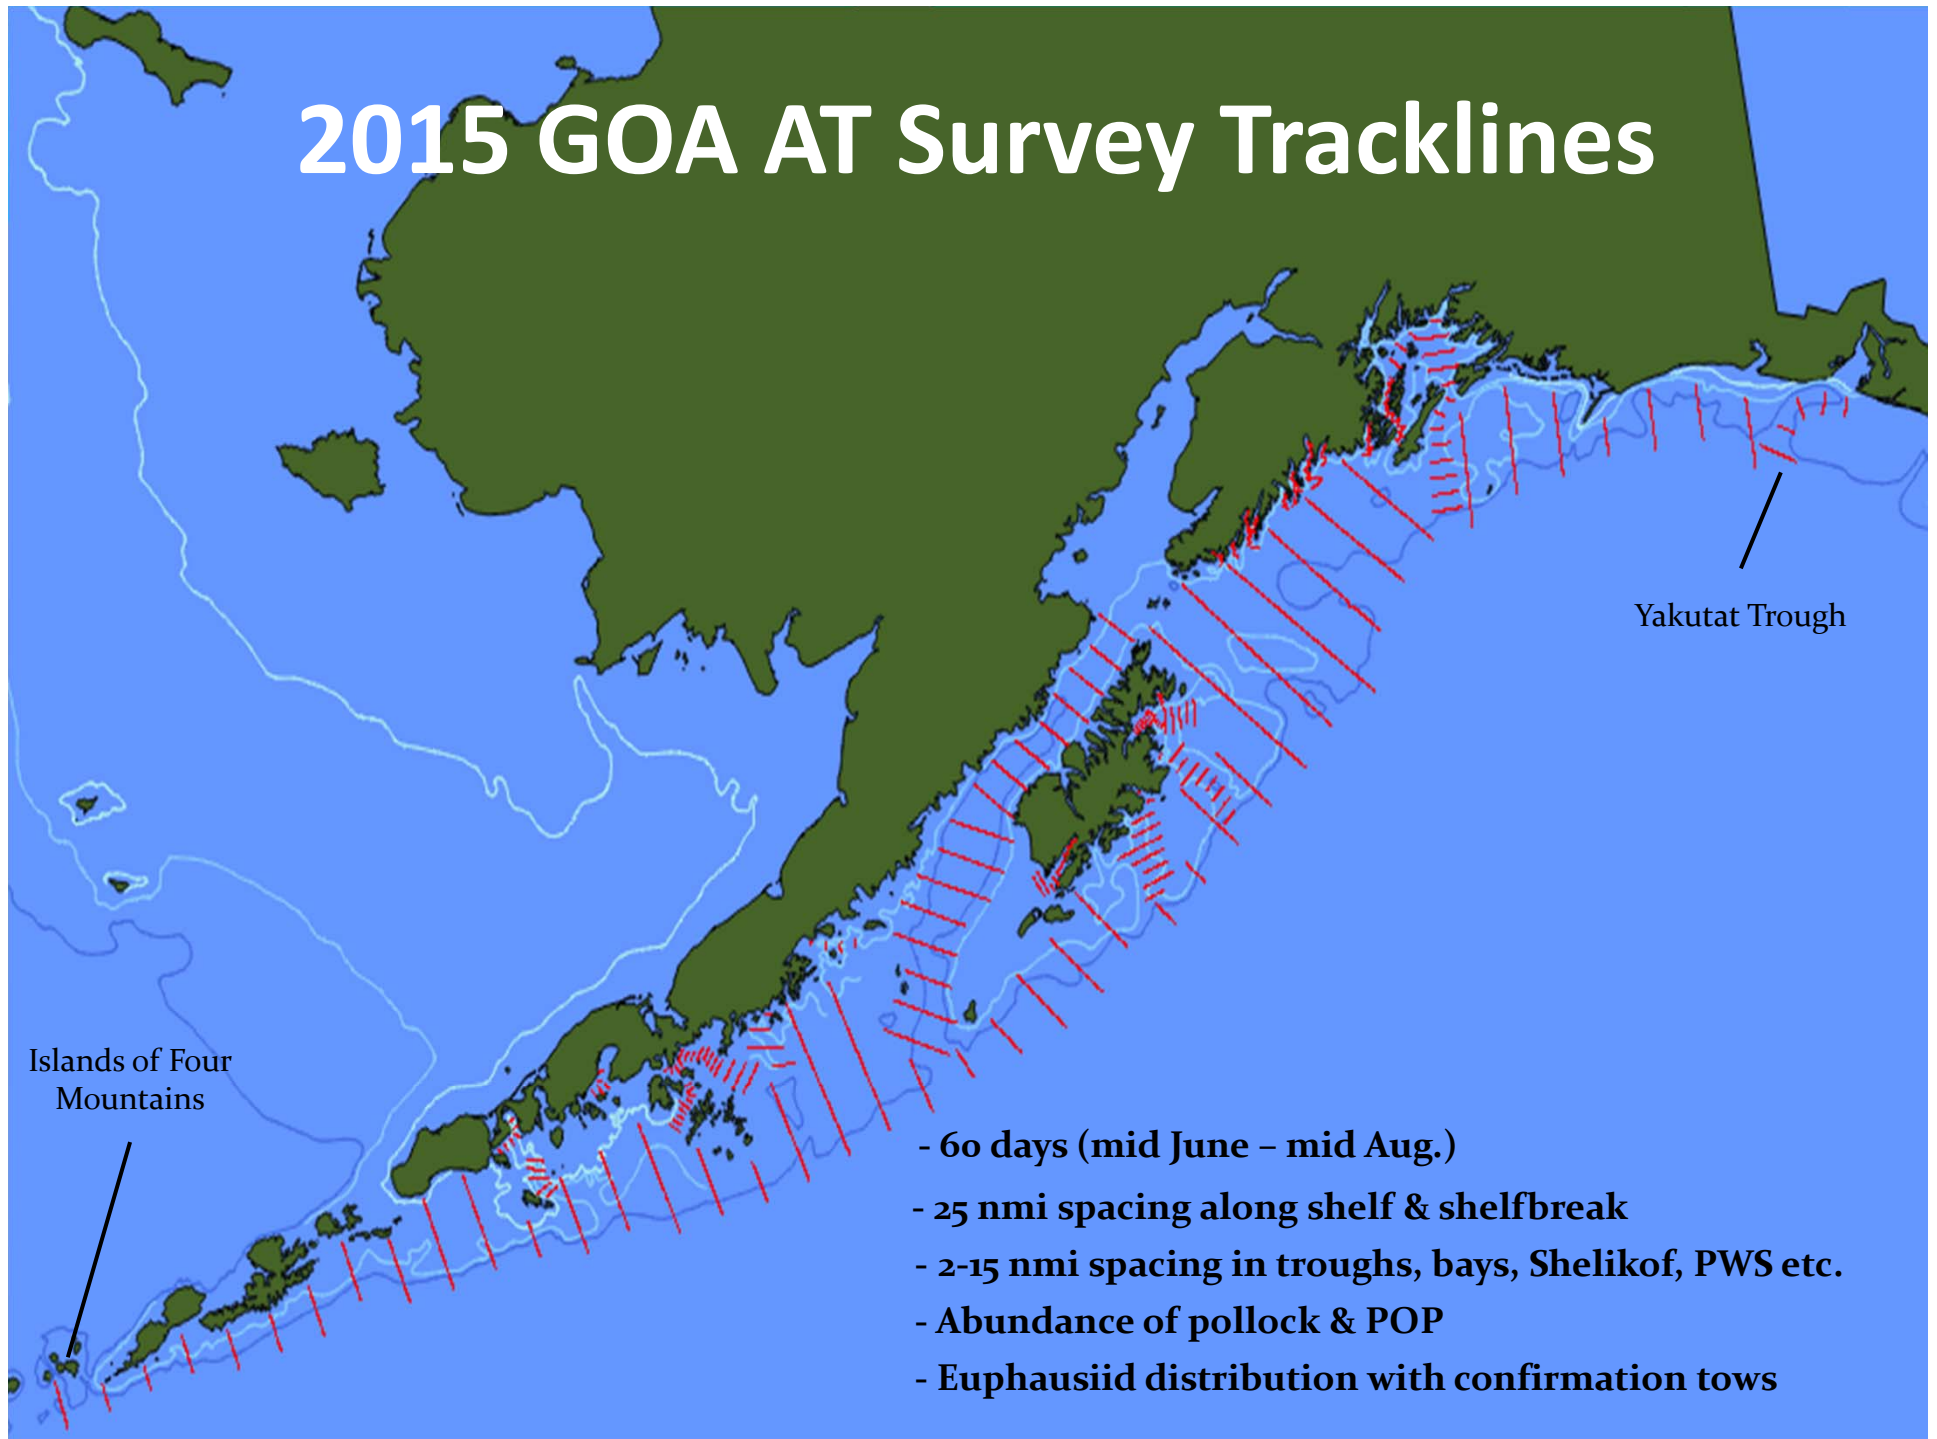 2015 GOA AT Survey Tracklines
Yakutat Trough
Islands of Four
Mountains
- 60 days (mid June – mid Aug.)
- 25 nmi spacing along shelf & shelfbreak
- 2-15 nmi spacing in troughs, bays, Shelikof, PWS etc.
- Abundance of pollock & POP
- Euphausiid distribution with confirmation tows